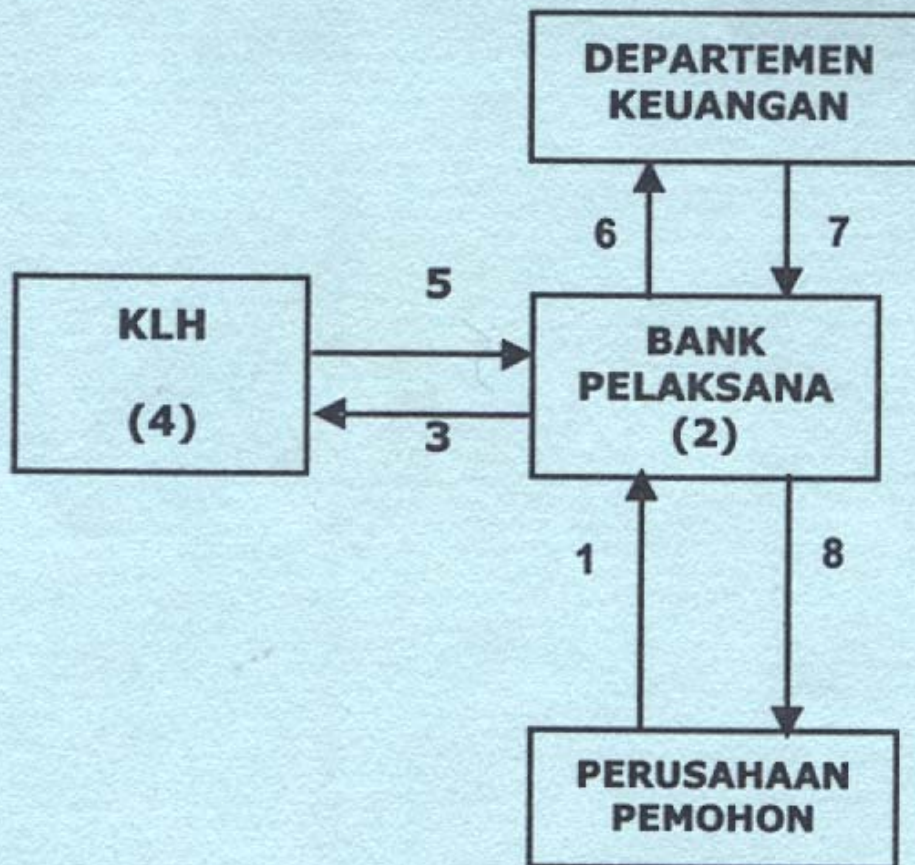 DEPARTEMEN
KEUANGAN
6
7
5
KLH
(4)
BANK
PELAKSANA
(2)
3
1
8
PERUSAHAAN
PEMOHON